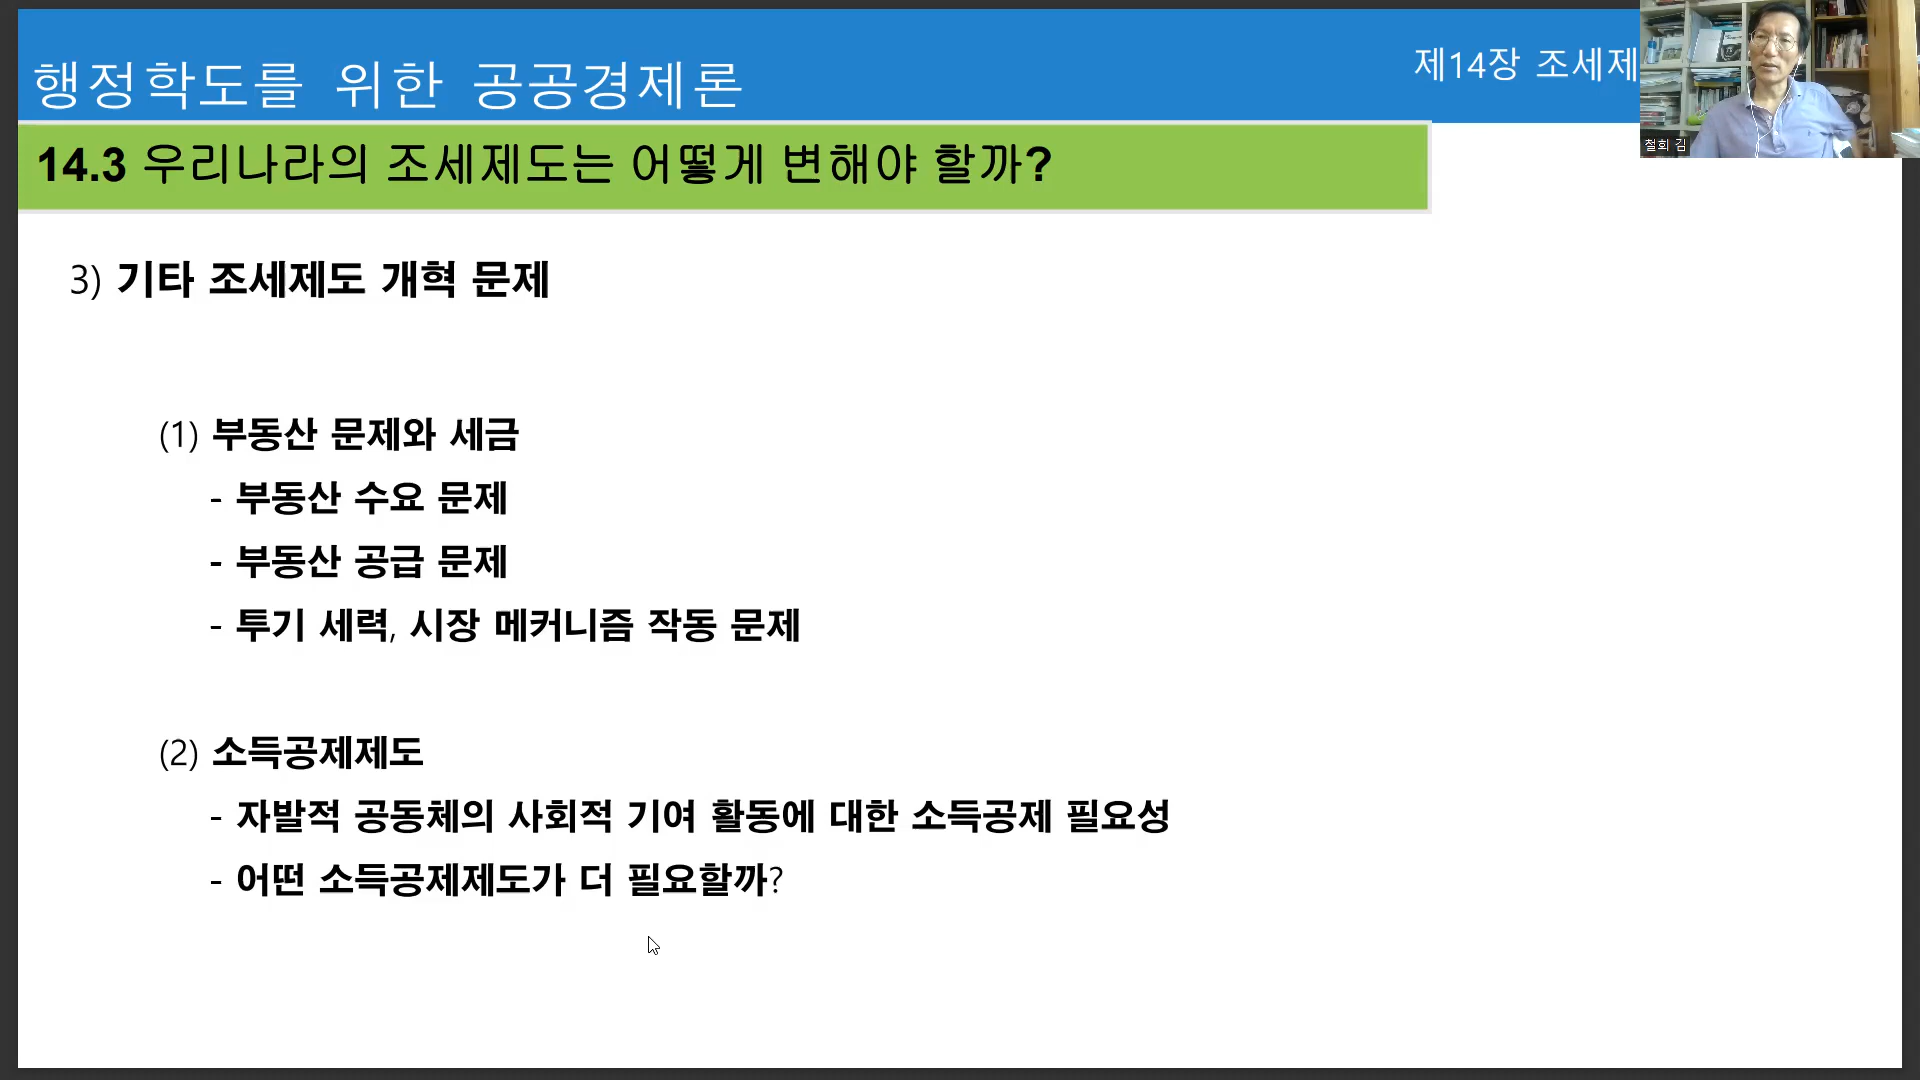 행정학도를 위한 공공경제론
제14장 조세제
철회 김
14.3 우리나라의 조세제도는 어떻게 변해야 할까?
3) 기타 조세제도 개혁 문제
(1) 부동산 문제와 세금
- 부동산 수요 문제
- 부동산 공급 문제
- 투기 세력, 시장 메커니즘 작동 문제
(2) 소득공제제도
- 자발적 공동체의 사회적 기여 활동에 대한 소득공제 필요성
- 어떤 소득공제제도가 더 필요할까?